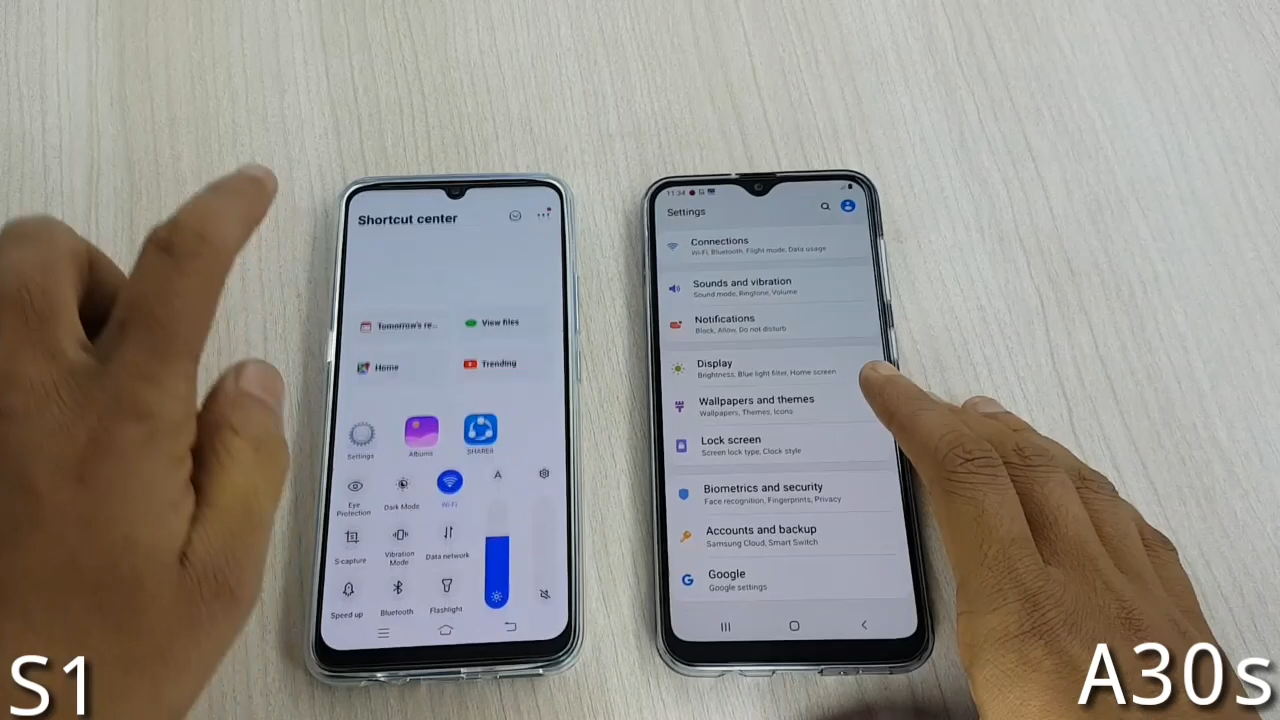 Shortcut center
Tomorrow's re...
View files
Home
Trending
Settings
Albums
SHAREit
Eye
Protection
Dark Mode
Wi-Fi
A
S-capture
Vibration
Mode
Data network
Speed up
Bluetooth
Flashlight
11:34
Settings
Connections
Wi-Fi, Bluetooth, Flight mode, Data usage
Sounds and vibration
Sound mode, Ringtone, Volume
Notifications
Block, Allow, Do not disturb
Display
Brightness, Blue light filter, Home screen
Wallpapers and themes
Wallpapers, Themes, Icons
Lock screen
Screen lock type, Clock style
Biometrics and security
Face recognition, Fingerprints, Privacy
Accounts and backup
Samsung Cloud, Smart Switch
G
Google
Google settings
S1
A30s